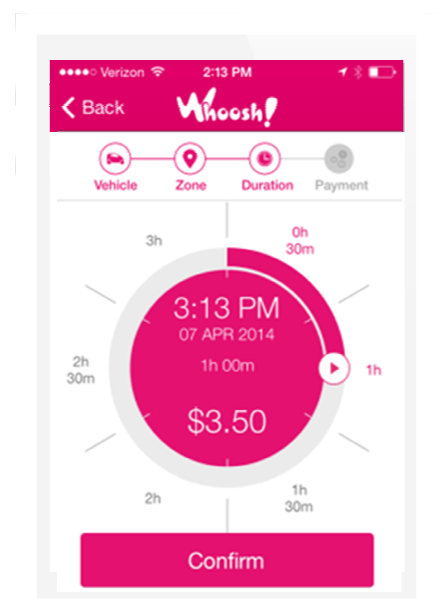 Verizon 2:13 PM
Back Whoosh!
Vehicle Zone Duration Payment
3h
0h
30m
3:13 PM
07 APR 2014
1h 00m
2h
30m
1h
$3.50
2h
1h
30m
Confirm